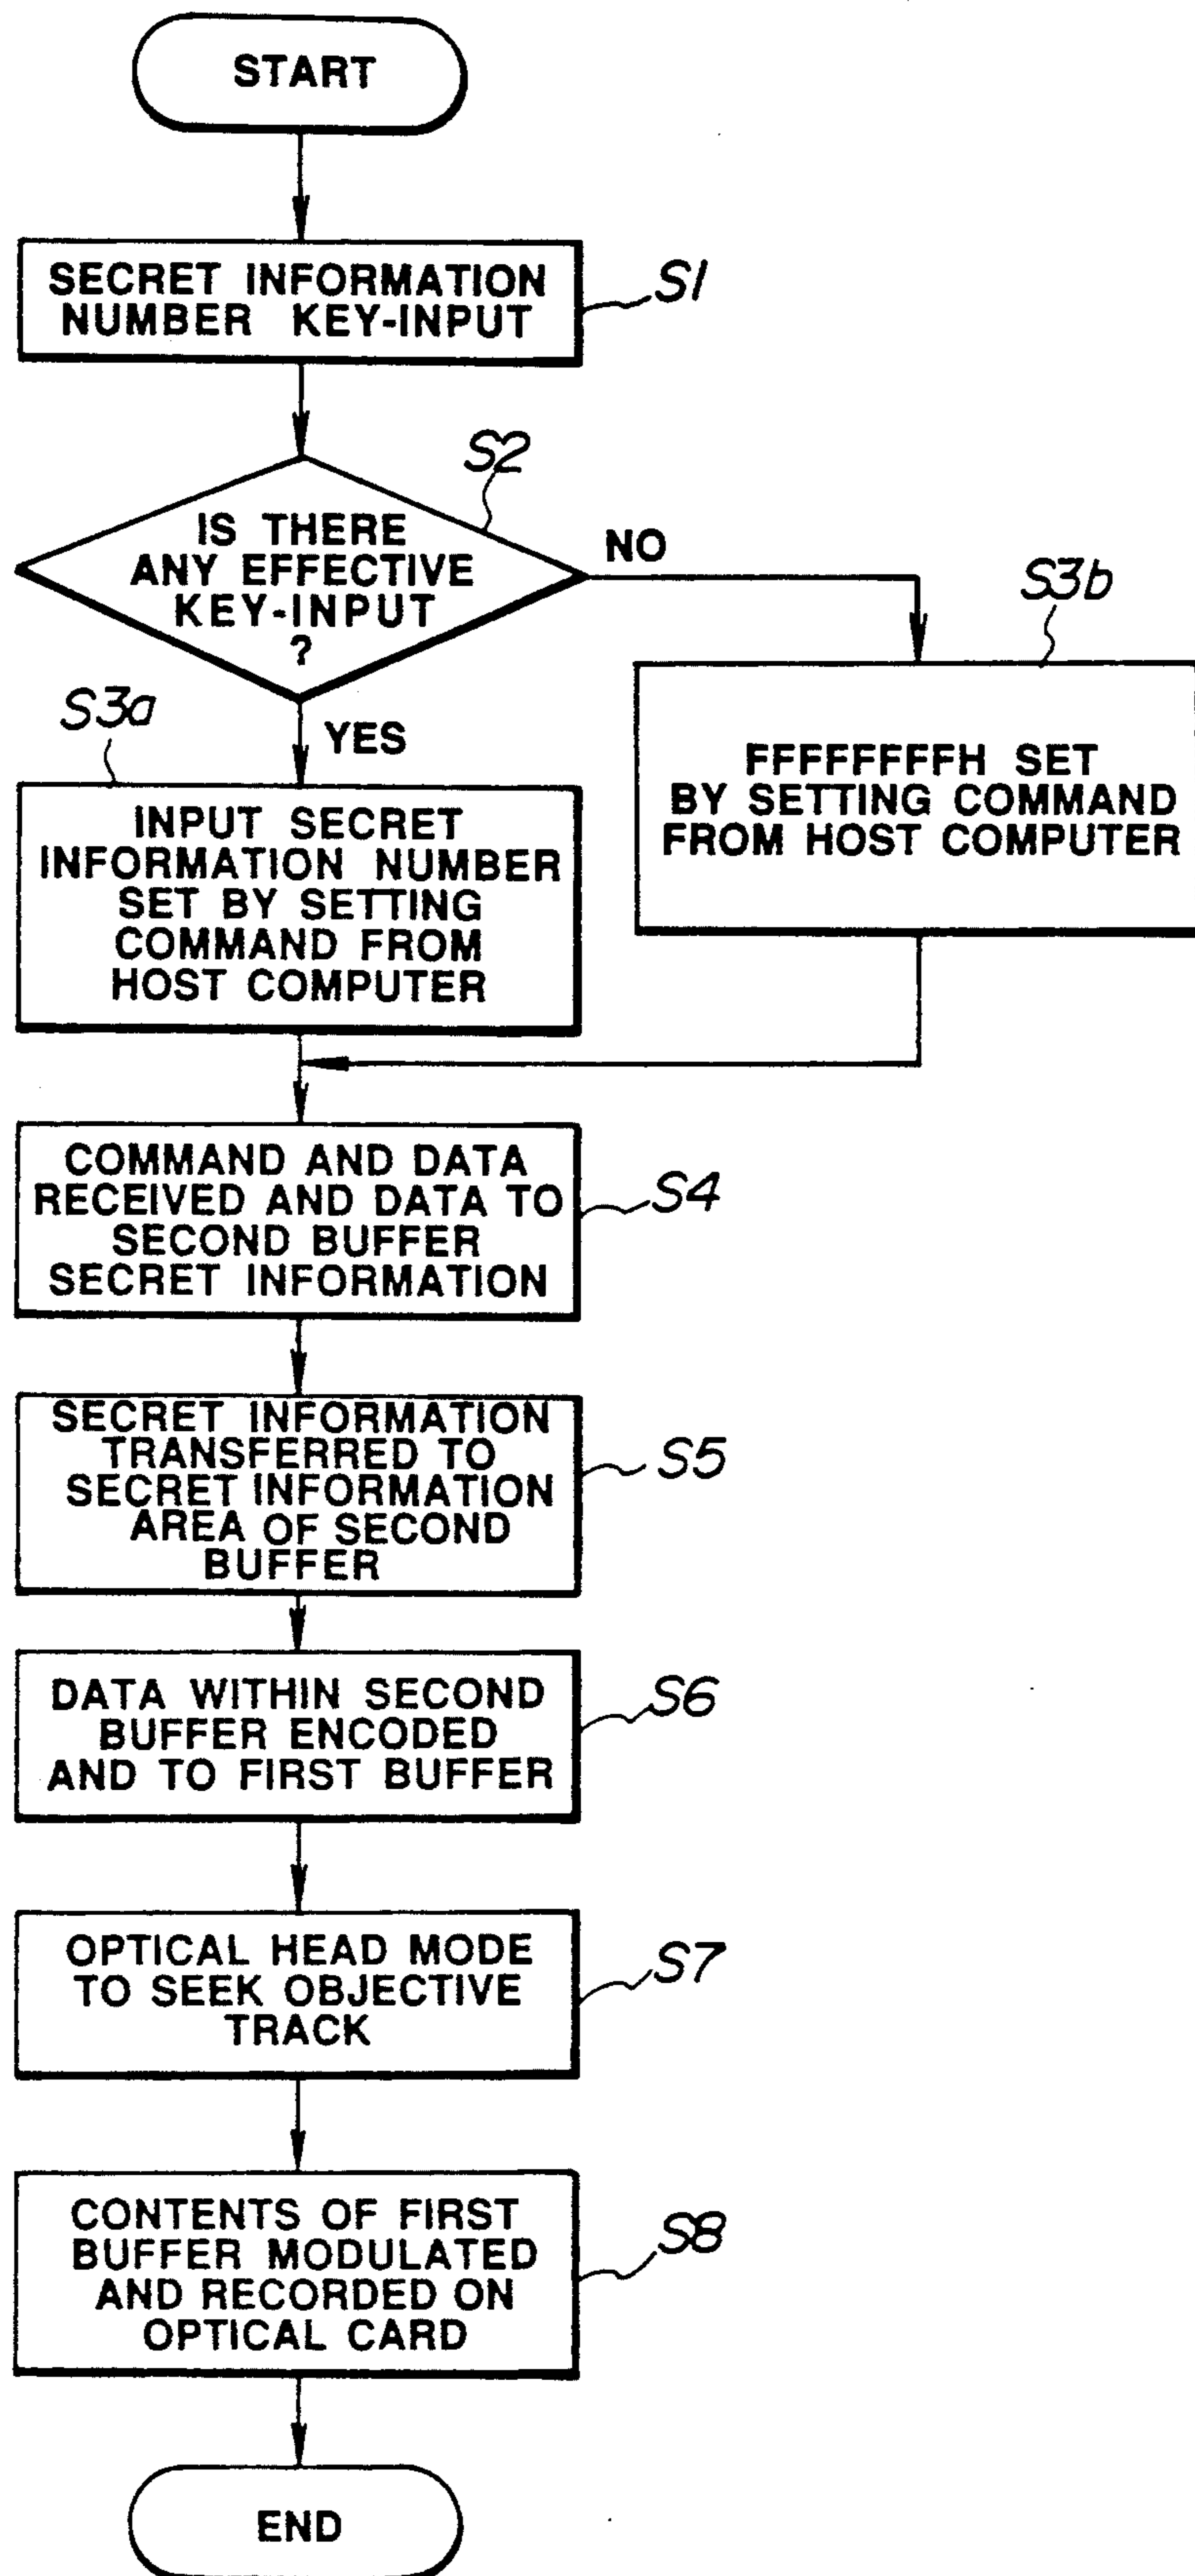 START
SECRET INFORMATION
NUMBER KEY-INPUT
S1
S2
IS THERE
ANY EFFECTIVE
KEY-INPUT
?
NO
YES
S3a
INPUT SECRET
INFORMATION NUMBER
SET BY SETTING
COMMAND FROM
HOST COMPUTER
S3b
FFFFFFFFH SET
BY SETTING COMMAND
FROM HOST COMPUTER
COMMAND AND DATA
RECEIVED AND DATA TO
SECOND BUFFER
SECRET INFORMATION
S4
SECRET INFORMATION
TRANSFERRED TO
SECRET INFORMATION
AREA OF SECOND
BUFFER
S5
DATA WITHIN SECOND
BUFFER ENCODED
AND TO FIRST BUFFER
S6
OPTICAL HEAD MODE
TO SEEK OBJECTIVE
TRACK
S7
CONTENTS OF FIRST
BUFFER MODULATED
AND RECORDED ON
OPTICAL CARD
S8
END